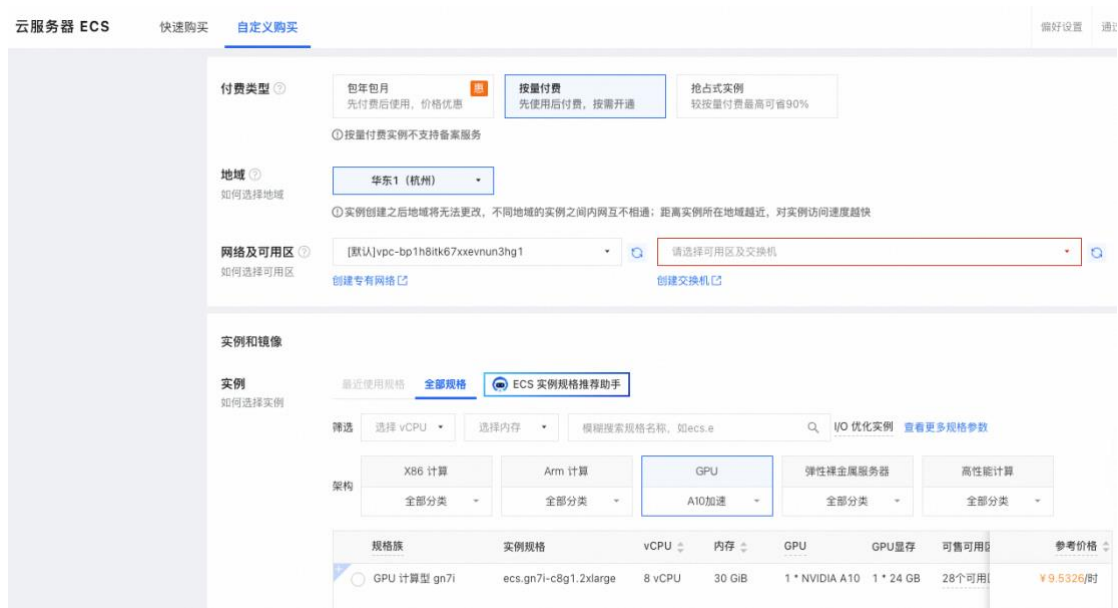 云服务器 ECS 快速购买 自定义购买 偏好设置
付费类型 包年包月 惠 按量付费 抢占式实例
先付费后使用，价格优惠 先使用后付费，按需开通 较按量付费最高可省90%
按量付费实例不支持备案服务
地域 华东1（杭州）
如何选择地域
实例创建之后地域将无法更改，不同地域的实例之间内网互不相通；距离实例所在地域越近，对实例访问速度越快
网络及可用区 [默认]vpc-bp1h8itk67xxevnun3hg1 请选择可用区及交换机
如何选择可用区
创建专有网络 创建交换机
实例和镜像
实例 最近使用规格 全部规格 ECS 实例规格推荐助手
如何选择实例
筛选 选择 vCPU 选择内存 模糊搜索规格名称，如ecs.e I/O 优化实例 查看更多规格参数
架构 X86 计算 Arm 计算 GPU 弹性裸金属服务器 高性能计算
全部分类 全部分类 A10加速 全部分类 全部分类
规格族 实例规格 vCPU 内存 GPU GPU显存 可售可用区 参考价格
GPU 计算型 gn7i ecs.gn7i-c8g1.2xlarge 8 vCPU 30 GiB 1 * NVIDIA A10 1 * 24 GB 28个可用 ¥9.5326/时